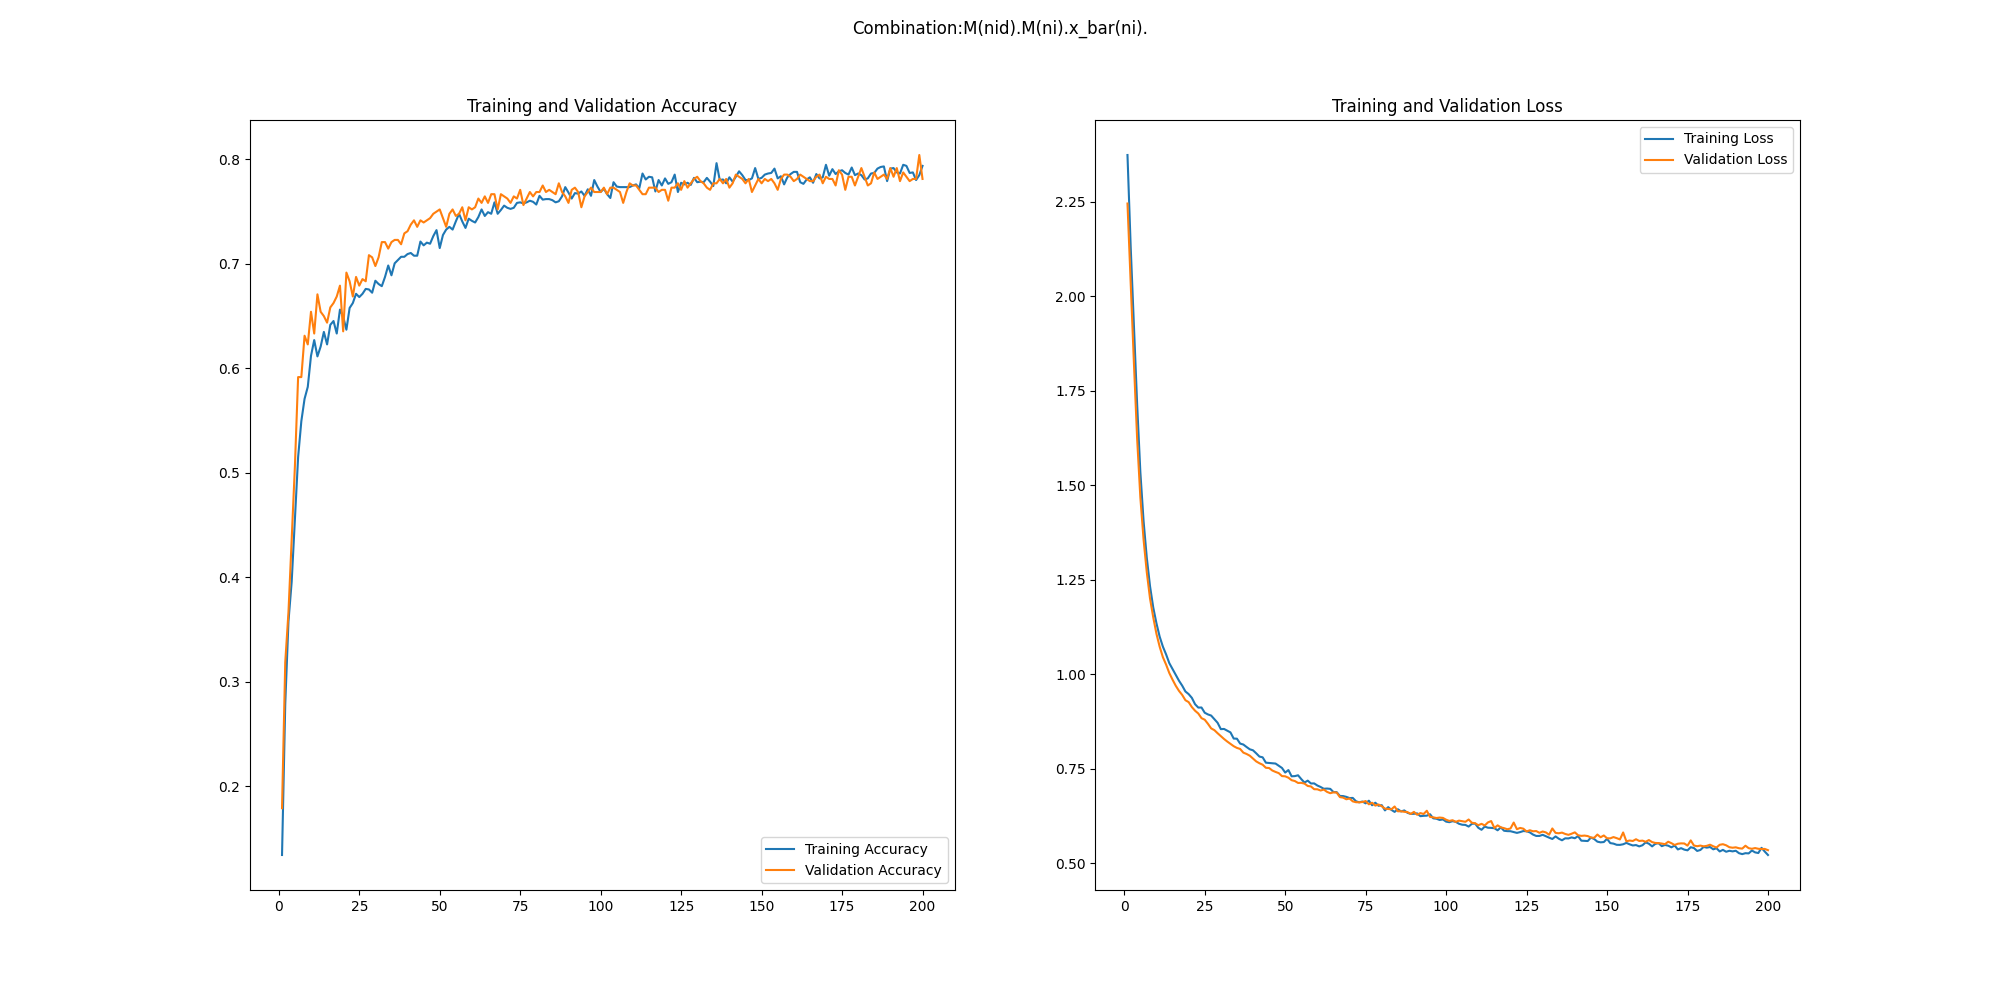 Combination:M(nid).M(ni).x_bar(ni).
Training and Validation Accuracy
0.8
0.7
0.6
0.5
0.4
0.3
0.2
0 25 50 75 100 125 150 175 200
Training Accuracy
Validation Accuracy
Training and Validation Loss
2.25
2.00
1.75
1.50
1.25
1.00
0.75
0.50
0 25 50 75 100 125 150 175 200
Training Loss
Validation Loss